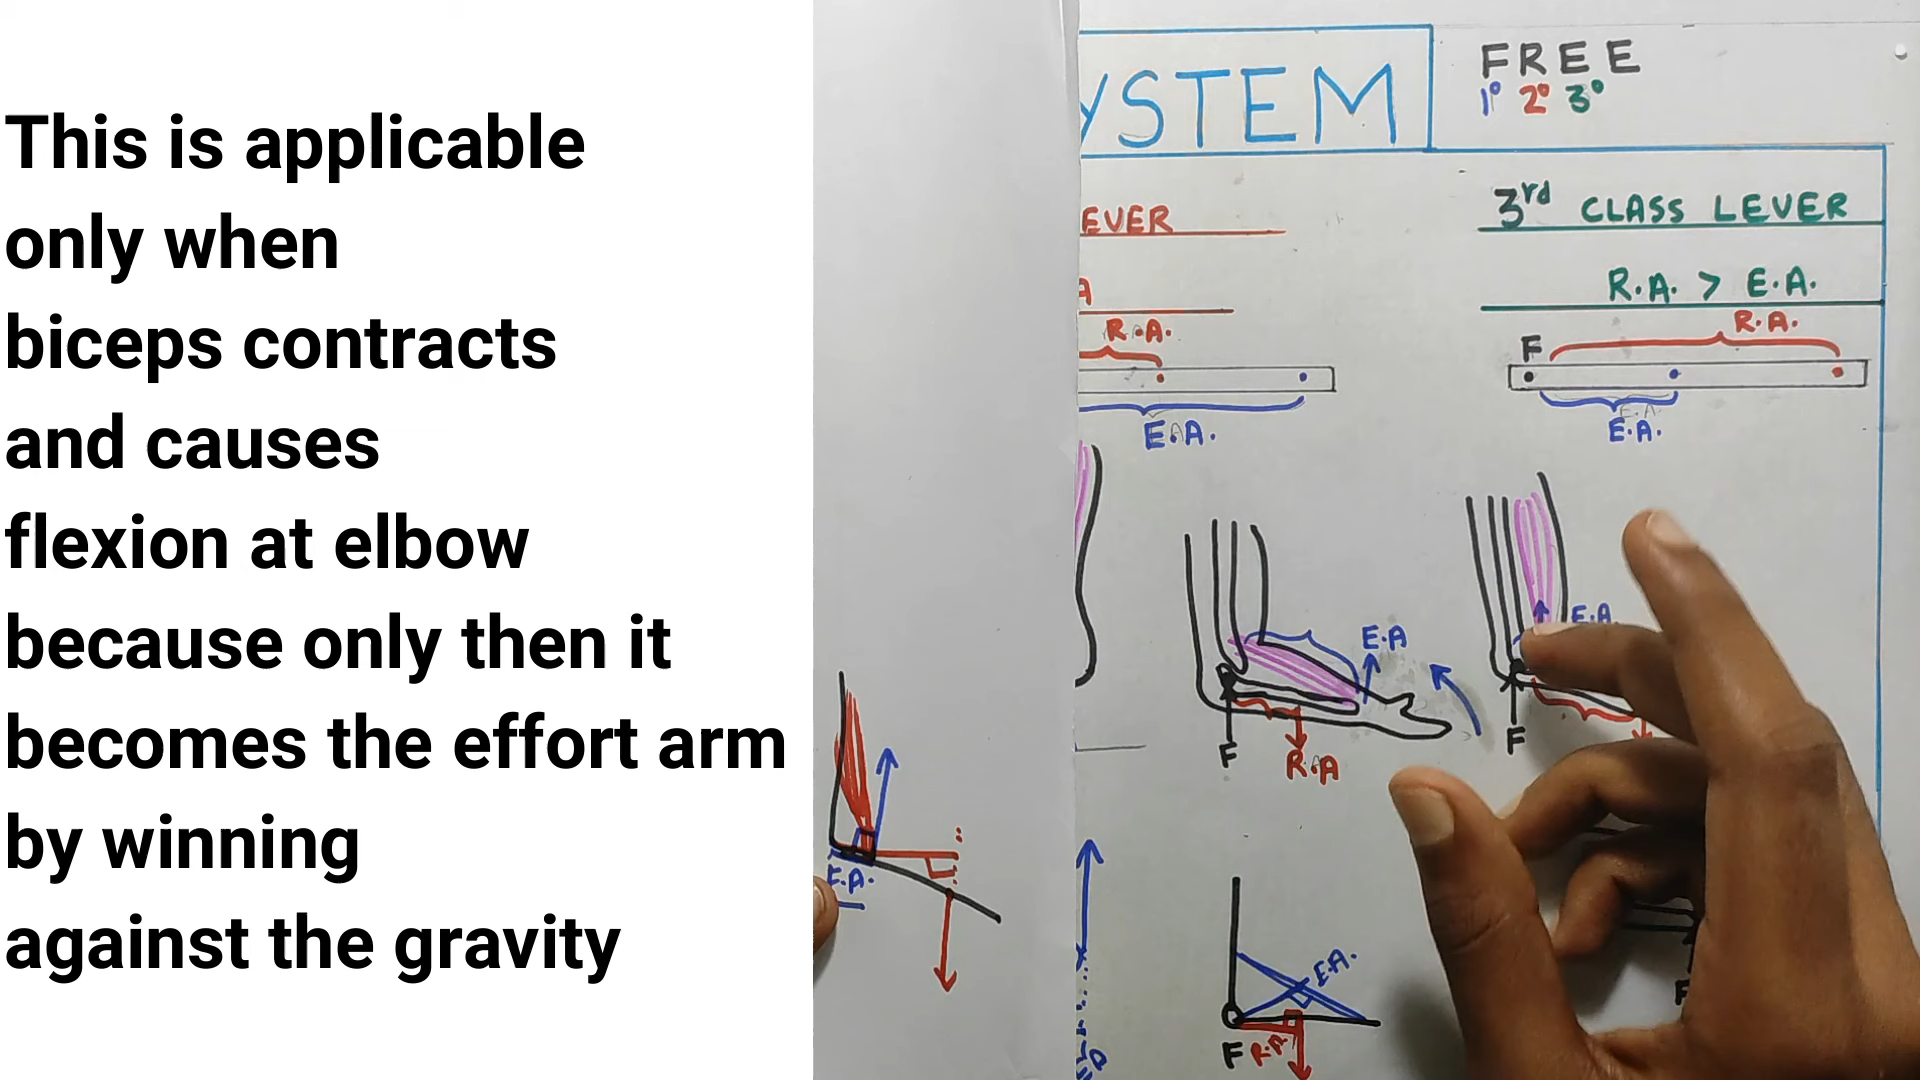 This is applicable
only when
biceps contracts
and causes
flexion at elbow
because only then it
becomes the effort arm
by winning
against the gravity
YSTEM
FREE
1° 2° 3°
EVER
3rd CLASS LEVER
A
R.A. > E.A.
R.A.
R.A.
F
E.A.
E.A.
E.A
E.A
F
R.A
F
E.A.
E.A.
F
R.A.
F